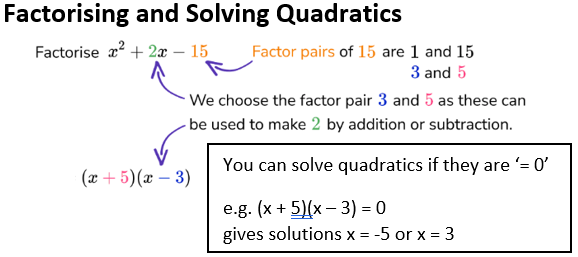 Factorising and Solving Quadratics
Factorise x² + 2x − 15 Factor pairs of 15 are 1 and 15
3 and 5
We choose the factor pair 3 and 5 as these can
be used to make 2 by addition or subtraction.
(x + 5)(x − 3)
You can solve quadratics if they are ‘= 0’
e.g. (x + 5)(x – 3) = 0
gives solutions x = -5 or x = 3